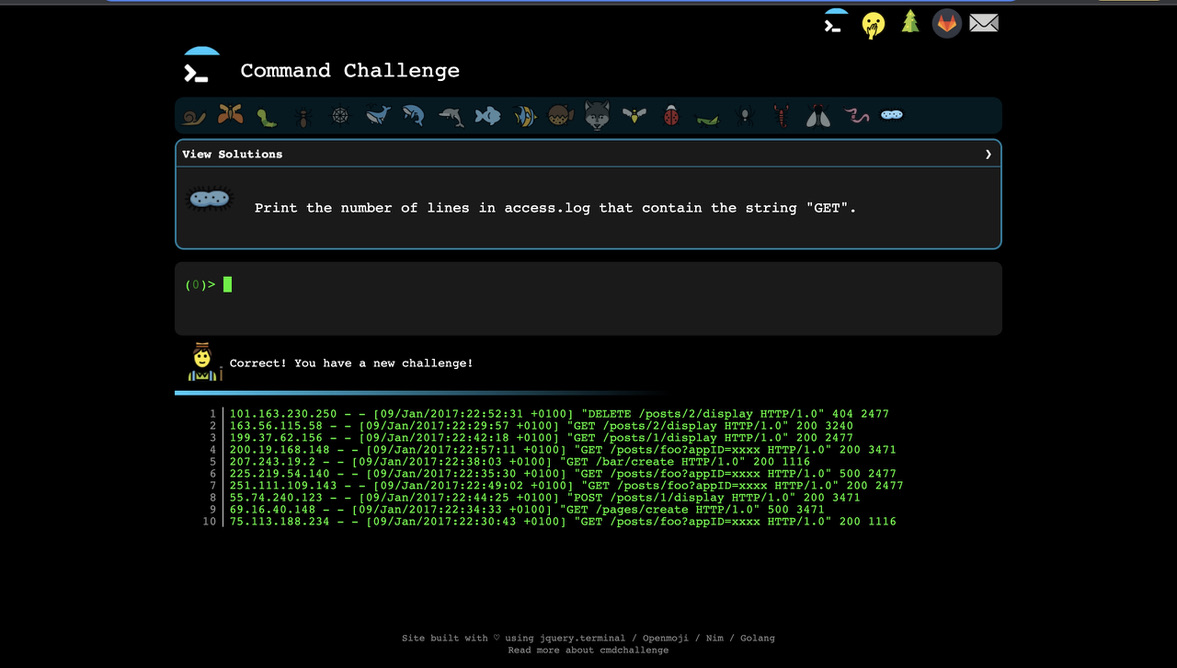 Command Challenge
View Solutions ❯
Print the number of lines in access.log that contain the string "GET".
(0)>
Correct! You have a new challenge!
1 101.163.230.250 - - [09/Jan/2017:22:52:31 +0100] "DELETE /posts/2/display HTTP/1.0" 404 2477
2 163.56.115.58 - - [09/Jan/2017:22:29:57 +0100] "GET /posts/2/display HTTP/1.0" 200 3240
3 199.37.62.156 - - [09/Jan/2017:22:42:18 +0100] "GET /posts/1/display HTTP/1.0" 200 2477
4 200.19.168.148 - - [09/Jan/2017:22:57:11 +0100] "GET /posts/foo?appID=xxxx HTTP/1.0" 200 3471
5 207.243.19.2 - - [09/Jan/2017:22:38:03 +0100] "GET /bar/create HTTP/1.0" 200 1116
6 225.219.54.140 - - [09/Jan/2017:22:35:30 +0100] "GET /posts/foo?appID=xxxx HTTP/1.0" 500 2477
7 251.111.109.143 - - [09/Jan/2017:22:49:02 +0100] "GET /posts/foo?appID=xxxx HTTP/1.0" 200 2477
8 55.74.240.123 - - [09/Jan/2017:22:44:25 +0100] "POST /posts/1/display HTTP/1.0" 200 3471
9 69.16.40.148 - - [09/Jan/2017:22:34:33 +0100] "GET /pages/create HTTP/1.0" 500 3471
10 75.113.188.234 - - [09/Jan/2017:22:30:43 +0100] "GET /posts/foo?appID=xxxx HTTP/1.0" 200 1116
Site built with ♡ using jquery.terminal / Openmoji / Nim / Golang
Read more about cmdchallenge